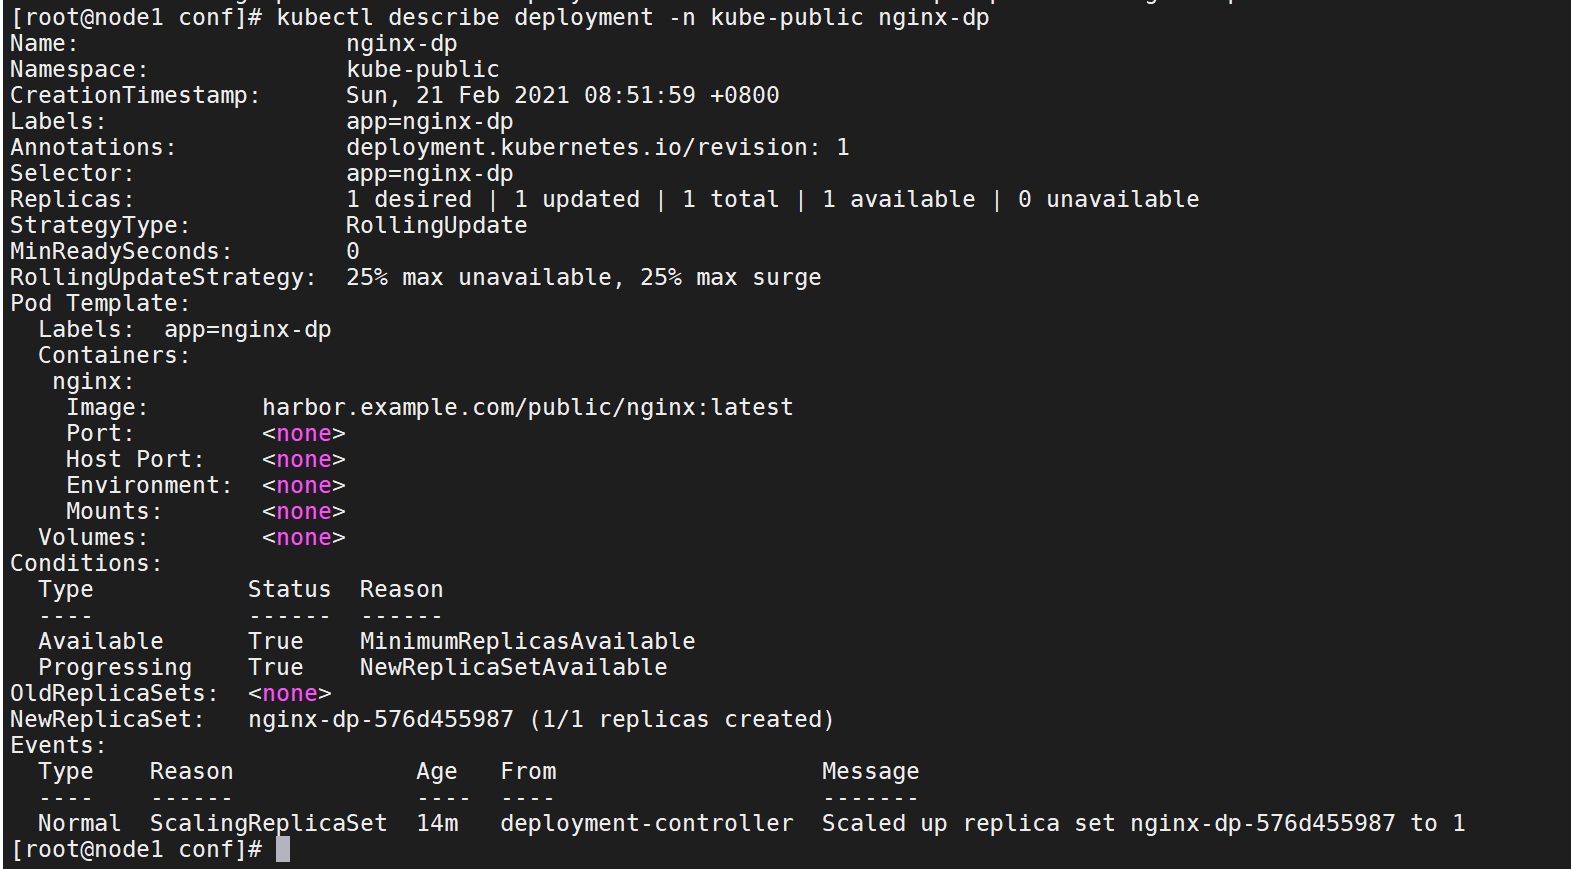 [root@node1 conf]# kubectl describe deployment -n kube-public nginx-dp
Name:                   nginx-dp
Namespace:              kube-public
CreationTimestamp:      Sun, 21 Feb 2021 08:51:59 +0800
Labels:                 app=nginx-dp
Annotations:            deployment.kubernetes.io/revision: 1
Selector:               app=nginx-dp
Replicas:               1 desired | 1 updated | 1 total | 1 available | 0 unavailable
StrategyType:           RollingUpdate
MinReadySeconds:        0
RollingUpdateStrategy:  25% max unavailable, 25% max surge
Pod Template:
  Labels:  app=nginx-dp
  Containers:
   nginx:
    Image:        harbor.example.com/public/nginx:latest
    Port:         <none>
    Host Port:    <none>
    Environment:  <none>
    Mounts:       <none>
  Volumes:        <none>
Conditions:
  Type           Status  Reason
  ----           ------  ------
  Available      True    MinimumReplicasAvailable
  Progressing    True    NewReplicaSetAvailable
OldReplicaSets:  <none>
NewReplicaSet:   nginx-dp-576d455987 (1/1 replicas created)
Events:
  Type    Reason             Age   From                   Message
  ----    ------             ----  ----                   -------
  Normal  ScalingReplicaSet  14m   deployment-controller  Scaled up replica set nginx-dp-576d455987 to 1
[root@node1 conf]#